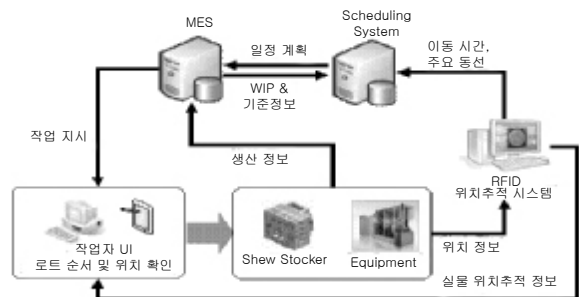 MES
Scheduling
System
일정 계획
이동 시간,
주요 동선
WIP &
기준정보
작업 지시
생산 정보
RFID
위치추적 시스템
작업자 UI
로트 순서 및 위치 확인
Shew Stocker
Equipment
위치 정보
실물 위치추적 정보